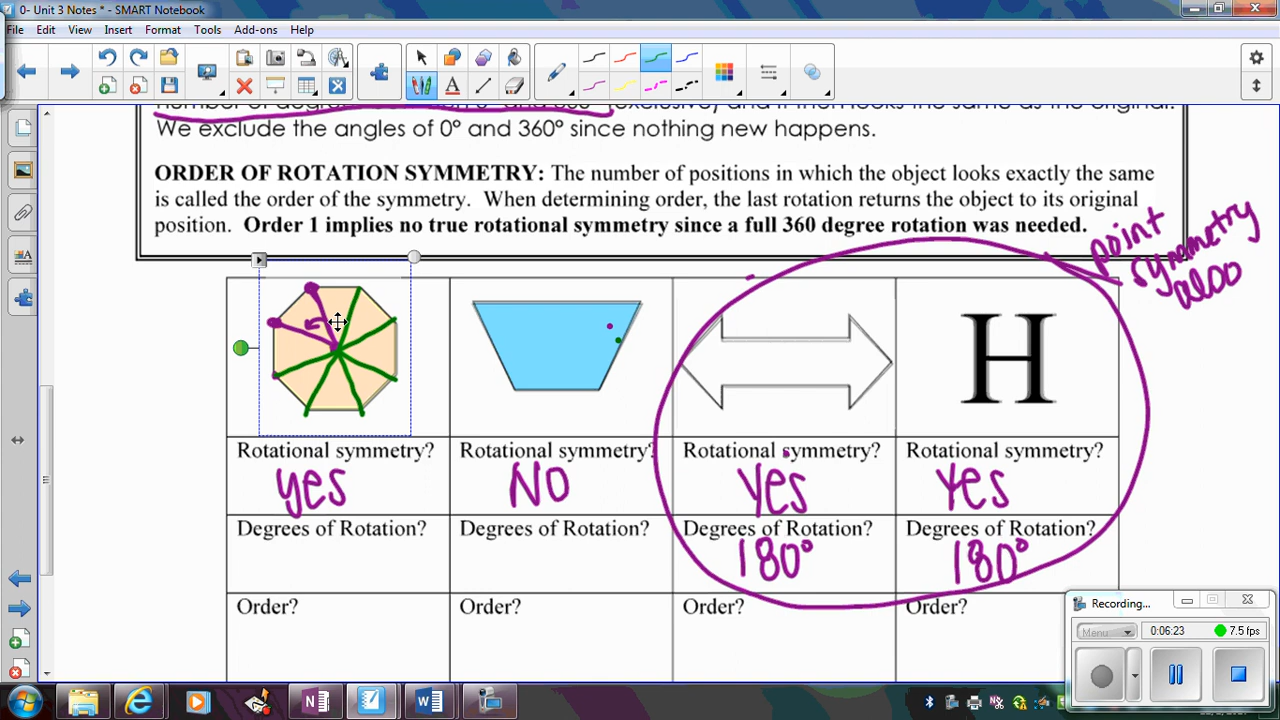 0- Unit 3 Notes * - SMART Notebook
File Edit View Insert Format Tools Add-ons Help
We exclude the angles of 0° and 360° since nothing new happens.
ORDER OF ROTATION SYMMETRY: The number of positions in which the object looks exactly the same
is called the order of the symmetry. When determining order, the last rotation returns the object to its original
position. Order 1 implies no true rotational symmetry since a full 360 degree rotation was needed.
point
symmetry
also
H
Rotational symmetry? Rotational symmetry? Rotational symmetry? Rotational symmetry?
yes NO Yes Yes
Degrees of Rotation? Degrees of Rotation? Degrees of Rotation? Degrees of Rotation?
180° 180°
Order? Order? Order? Order?
Recording...
Menu 0:06:23 7.5 fps